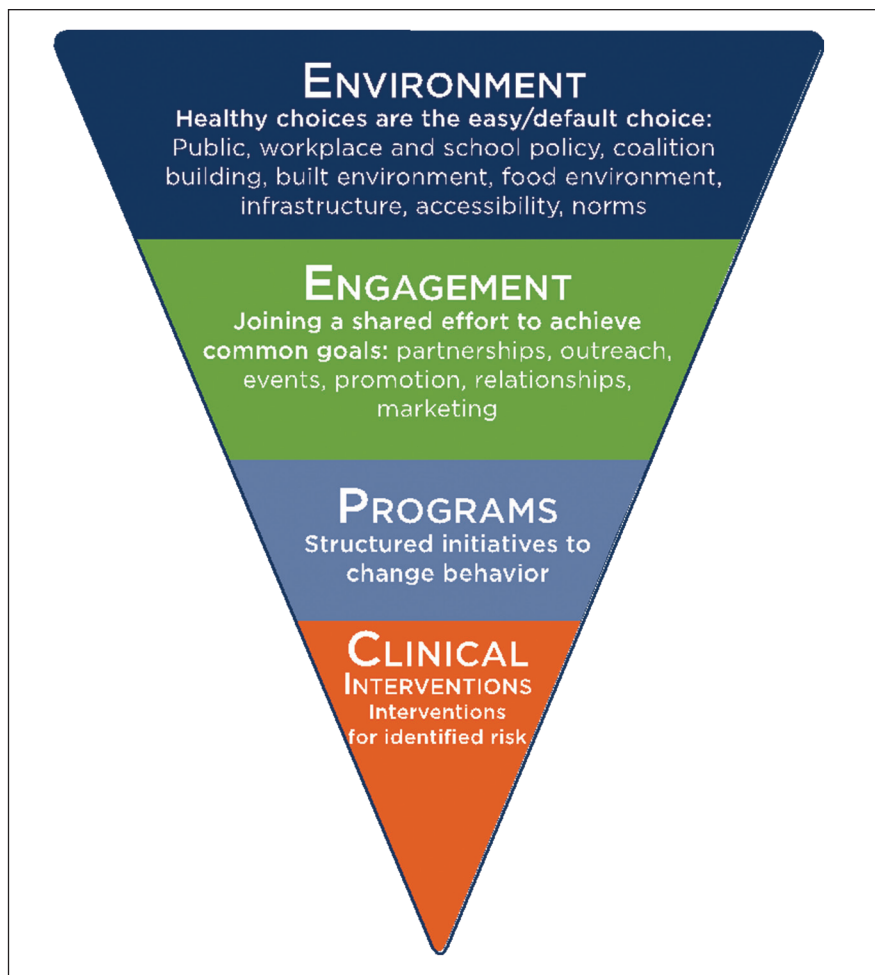 ENVIRONMENT
Healthy choices are the easy/default choice:
Public, workplace and school policy, coalition
building, built environment, food environment,
infrastructure, accessibility, norms
ENGAGEMENT
Joining a shared effort to achieve
common goals: partnerships, outreach,
events, promotion, relationships,
marketing
PROGRAMS
Structured initiatives to
change behavior
CLINICAL
INTERVENTIONS
Interventions
for identified risk